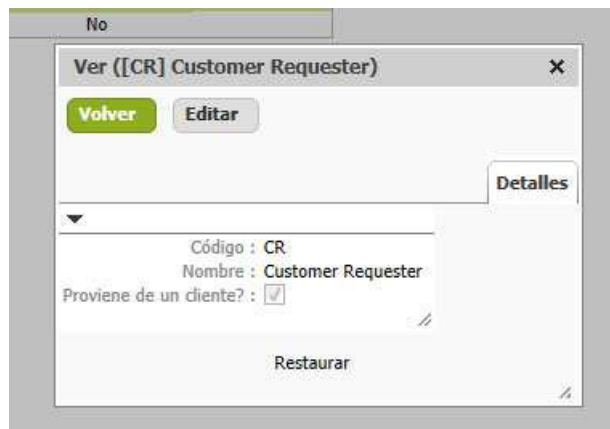 No
Ver ([CR] Customer Requester)
Volver Editar
Detalles
Código : CR
Nombre : Customer Requester
Proviene de un cliente? :
Restaurar